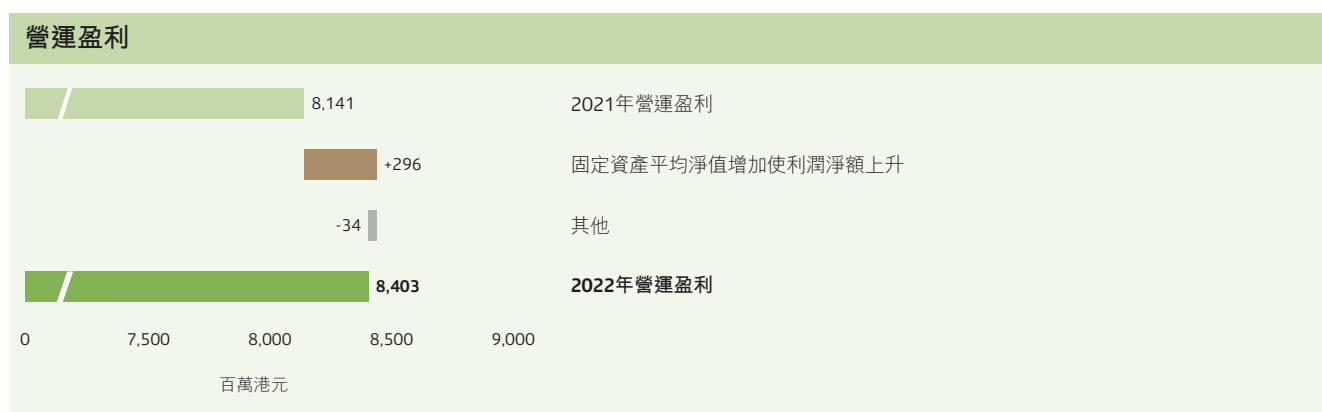 營運盈利
8,141 2021年營運盈利
+296 固定資產平均淨值增加使利潤淨額上升
-34 其他
8,403 2022年營運盈利
0 7,500 8,000 8,500 9,000
百萬港元